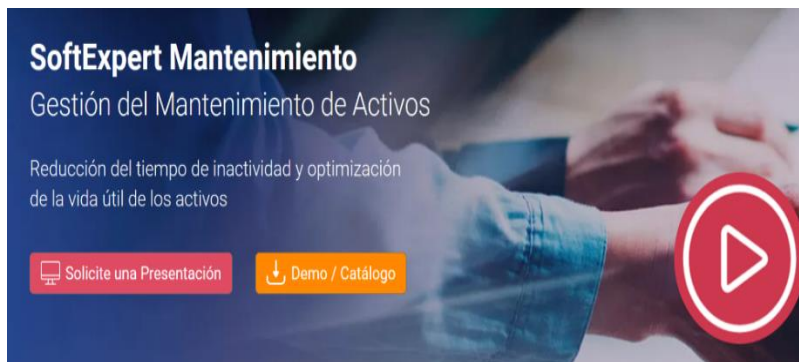 SoftExpert Mantenimiento
Gestión del Mantenimiento de Activos
Reducción del tiempo de inactividad y optimización
de la vida útil de los activos
Solicite una Presentación
Demo / Catálogo